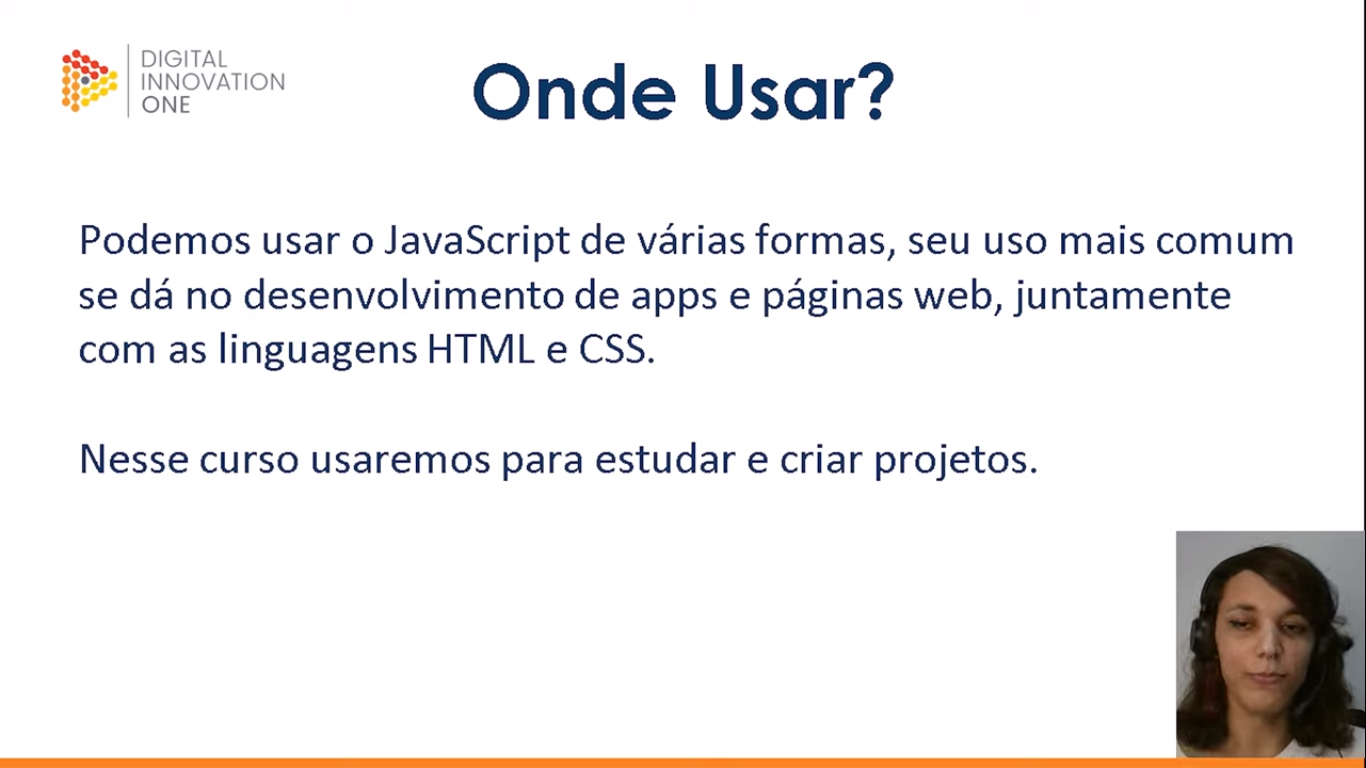 DIGITAL
INNOVATION
ONE
Onde Usar?
Podemos usar o JavaScript de várias formas, seu uso mais comum
se dá no desenvolvimento de apps e páginas web, juntamente
com as linguagens HTML e CSS.
Nesse curso usaremos para estudar e criar projetos.